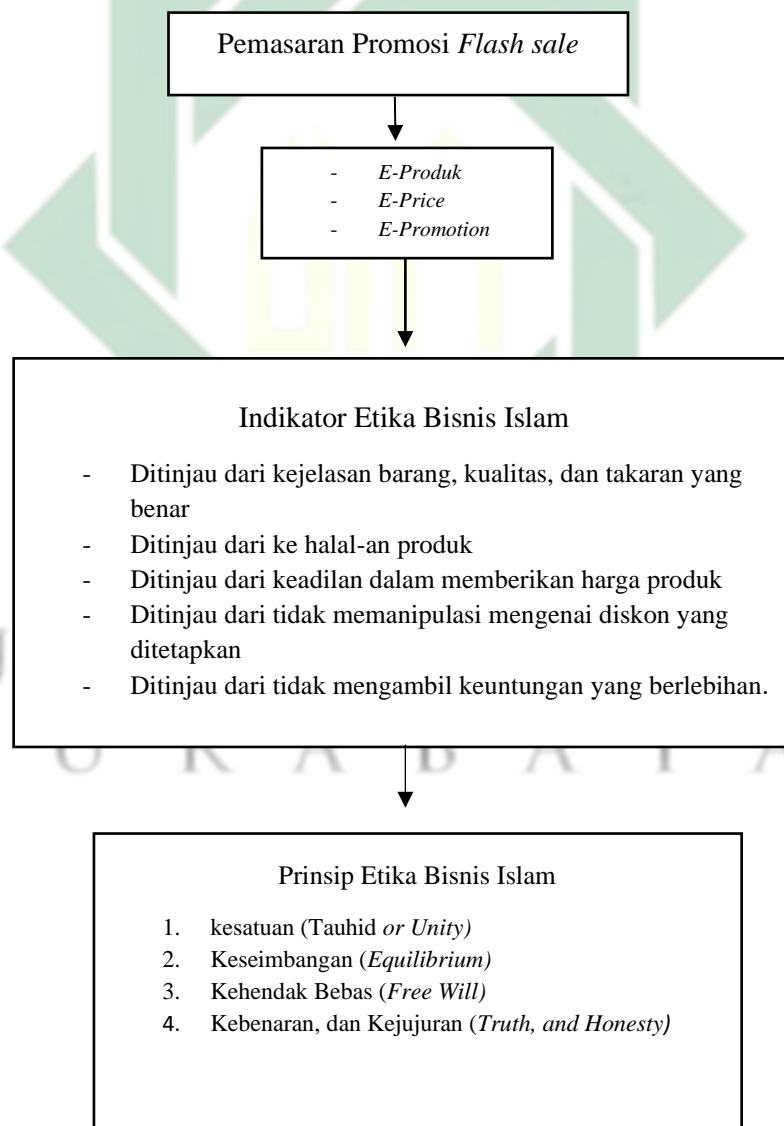 Pemasaran Promosi Flash sale
- E-Produk
- E-Price
- E-Promotion
Indikator Etika Bisnis Islam
- Ditinjau dari kejelasan barang, kualitas, dan takaran yang
benar
- Ditinjau dari ke halal-an produk
- Ditinjau dari keadilan dalam memberikan harga produk
- Ditinjau dari tidak memanipulasi mengenai diskon yang
ditetapkan
- Ditinjau dari tidak mengambil keuntungan yang berlebihan.
U R A B A Y A
Prinsip Etika Bisnis Islam
1. kesatuan (Tauhid or Unity)
2. Keseimbangan (Equilibrium)
3. Kehendak Bebas (Free Will)
4. Kebenaran, dan Kejujuran (Truth, and Honesty)